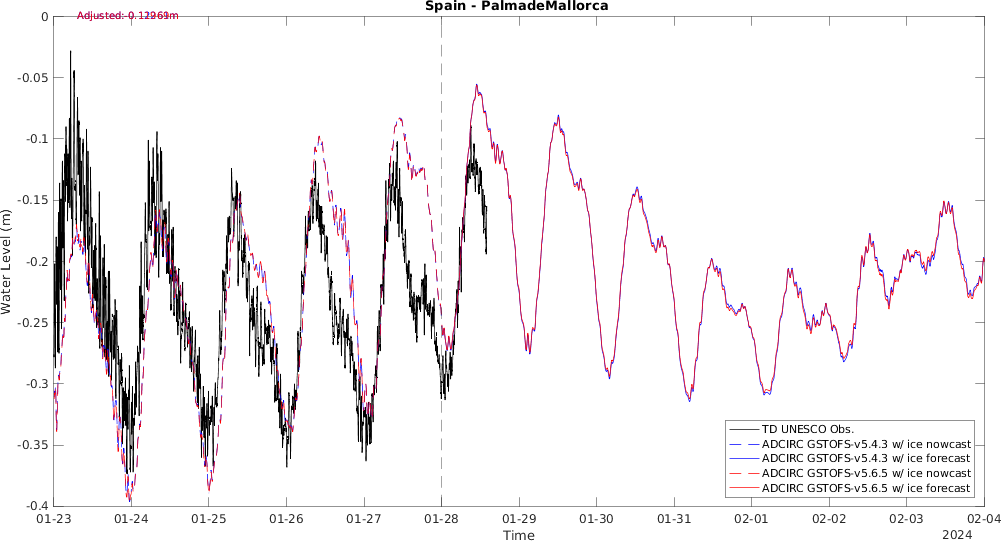 Spain - PalmadeMallorca
Adjusted:
0
-0.05
-0.1
-0.15
-0.2
-0.25
-0.3
-0.35
-0.4
Water Level (m)
01-23
01-24
01-25
01-26
01-27
01-28
01-29
01-30
01-31
02-01
02-02
02-03
02-04
2024
Time
TD UNESCO Obs.
ADCIRC GSTOFS-v5.4.3 w/ ice nowcast
ADCIRC GSTOFS-v5.4.3 w/ ice forecast
ADCIRC GSTOFS-v5.6.5 w/ ice nowcast
ADCIRC GSTOFS-v5.6.5 w/ ice forecast